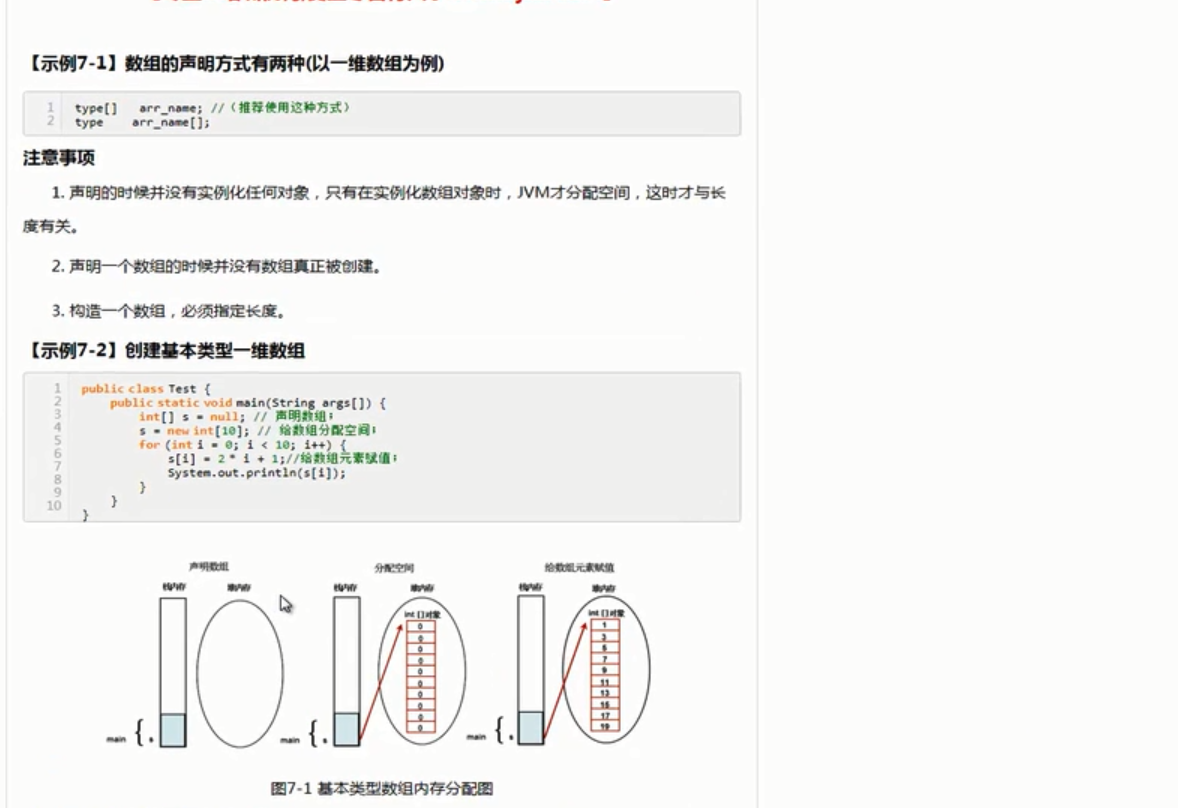 【示例7-1】数组的声明方式有两种(以一维数组为例)
1 type[] arr_name; //（推荐使用这种方式）
2 type arr_name[];
注意事项
1. 声明的时候并没有实例化任何对象，只有在实例化数组对象时，JVM才分配空间，这时才与长
度有关。
2. 声明一个数组的时候并没有数组真正被创建。
3. 构造一个数组，必须指定长度。
【示例7-2】创建基本类型一维数组
1 public class Test {
2 public static void main(String args[]) {
3 int[] s = null; // 声明数组;
4 s = new int[10]; // 给数组分配空间;
5 for (int i = 0; i < 10; i++) {
6 s[i] = 2 * i + 1;//给数组元素赋值;
7 System.out.println(s[i]);
8 }
9 }
10 }
声明数组 分配空间 给数组元素赋值
栈内存 堆内存 栈内存 堆内存 栈内存 堆内存
int []对象 int []对象
0 1
0 3
0 5
0 7
0 9
0 11
0 13
0 15
0 17
0 19
main { s main { s main { s
图7-1 基本类型数组内存分配图